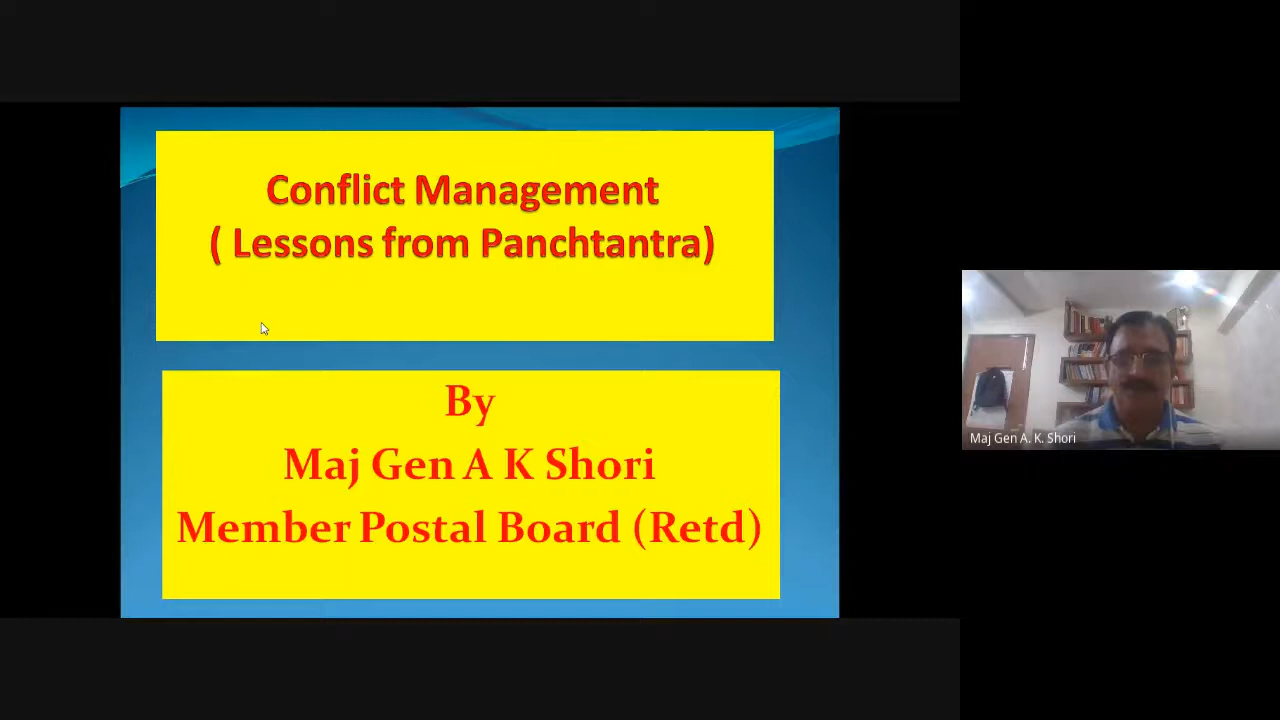 Conflict Management
( Lessons from Panchtantra)
By
Maj Gen A K Shori
Member Postal Board (Retd)
Maj Gen A. K. Shori